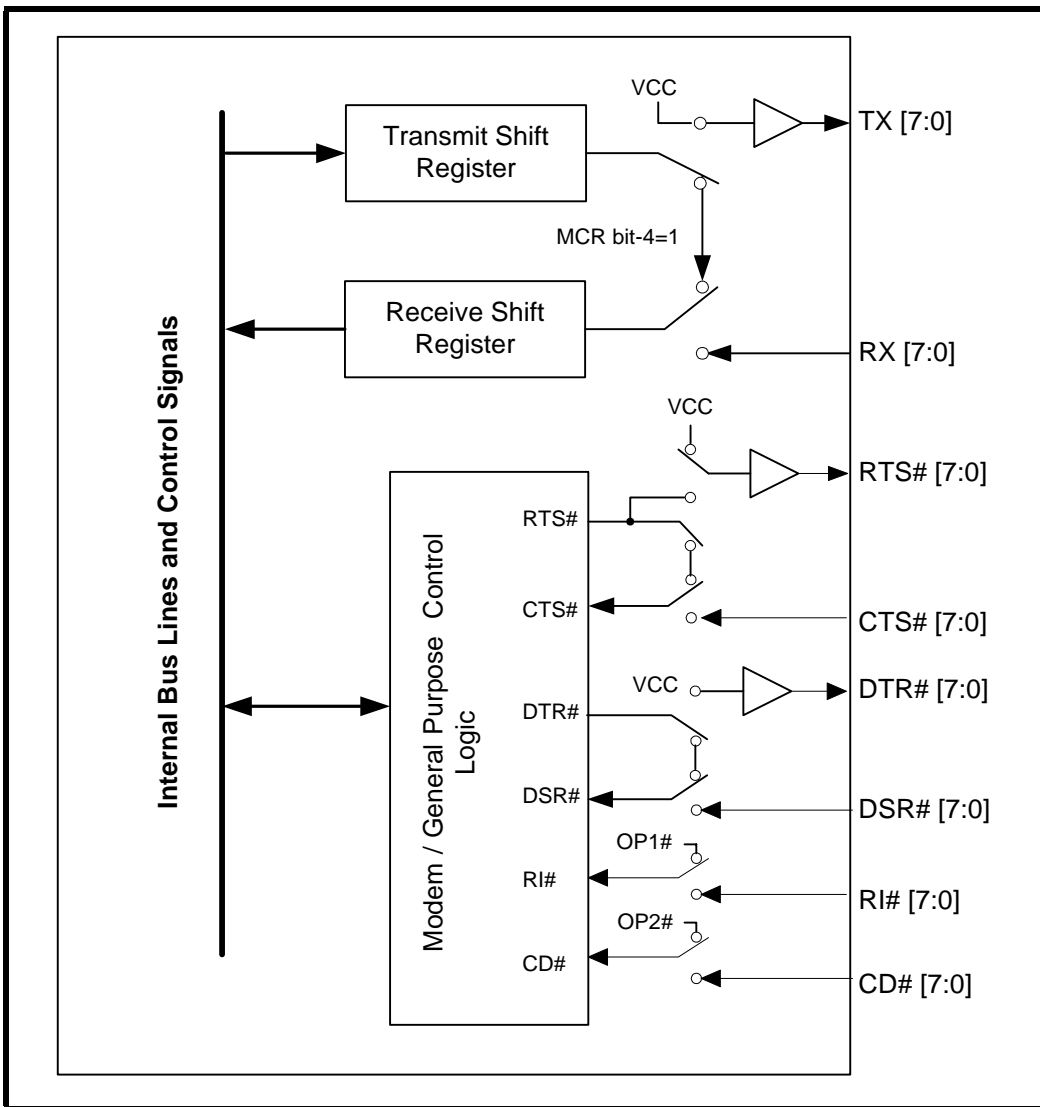 VCC
TX [7:0]
Transmit Shift
Register
MCR bit-4=1
Receive Shift
Register
RX [7:0]
Internal Bus Lines and Control Signals
VCC
RTS# [7:0]
RTS#
CTS#
CTS# [7:0]
Modem / General Purpose Control
Logic
VCC
DTR# [7:0]
DTR#
DSR#
DSR# [7:0]
OP1#
RI#
RI# [7:0]
OP2#
CD#
CD# [7:0]